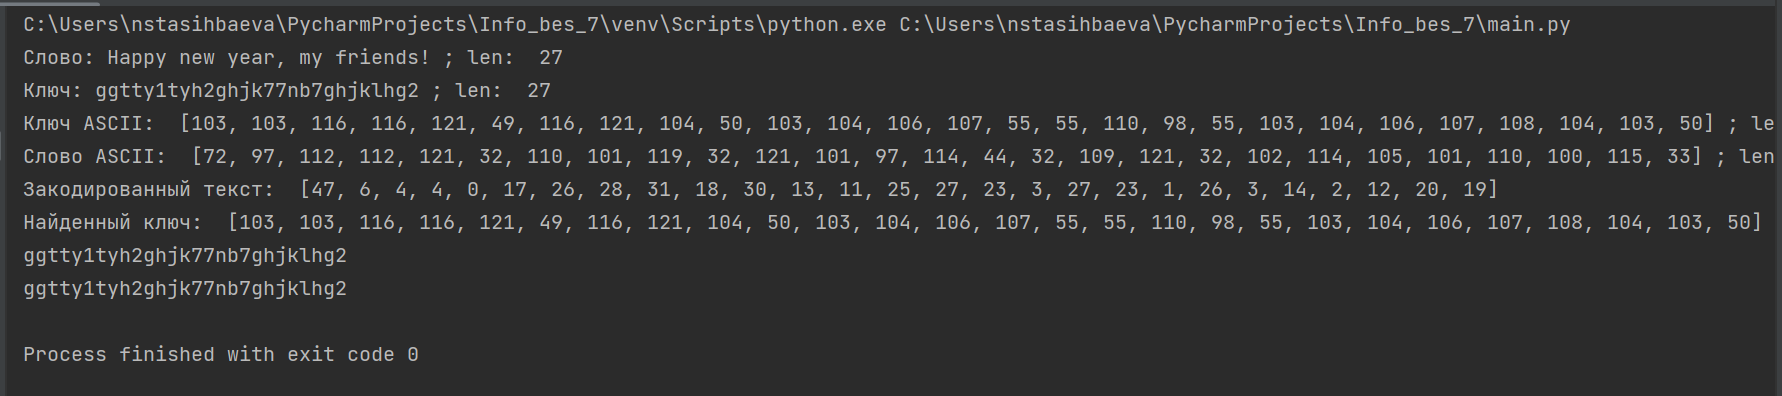 C:\Users\nstasihbaeva\PycharmProjects\Info_bes_7\venv\Scripts\python.exe C:\Users\nstasihbaeva\PycharmProjects\Info_bes_7\main.py
Слово: Happy new year, my friends! ; len:  27
Ключ: ggtty1tyh2ghjk77nb7ghjklhg2 ; len:  27
Ключ ASCII:  [103, 103, 116, 116, 121, 49, 116, 121, 104, 50, 103, 104, 106, 107, 55, 55, 110, 98, 55, 103, 104, 106, 107, 108, 104, 103, 50] ; le
Слово ASCII:  [72, 97, 112, 112, 121, 32, 110, 101, 119, 32, 121, 101, 97, 114, 44, 32, 109, 121, 32, 102, 114, 105, 101, 110, 100, 115, 33] ; len
Закодированный текст:  [47, 6, 4, 4, 0, 17, 26, 28, 31, 18, 30, 13, 11, 25, 27, 23, 3, 27, 23, 1, 26, 3, 14, 2, 12, 20, 19]
Найденный ключ:  [103, 103, 116, 116, 121, 49, 116, 121, 104, 50, 103, 104, 106, 107, 55, 55, 110, 98, 55, 103, 104, 106, 107, 108, 104, 103, 50]
ggtty1tyh2ghjk77nb7ghjklhg2
ggtty1tyh2ghjk77nb7ghjklhg2
Process finished with exit code 0